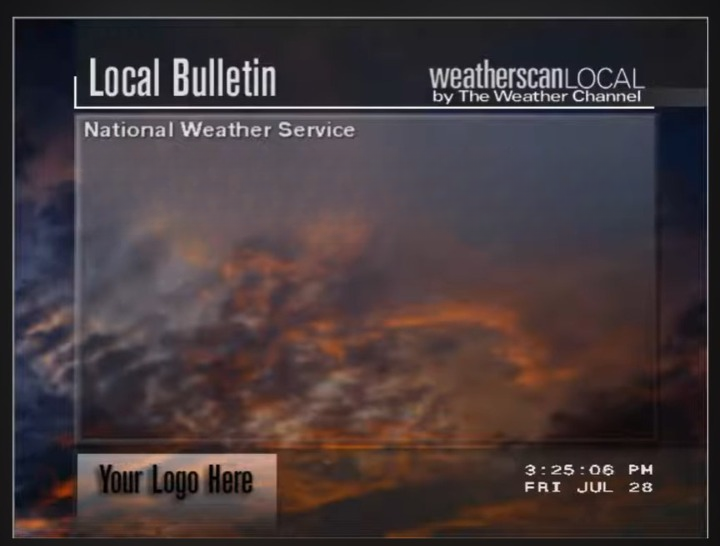 Local Bulletin
weatherscanLOCAL
by The Weather Channel
National Weather Service
Your Logo Here
3:25:06 PM
FRI JUL 28